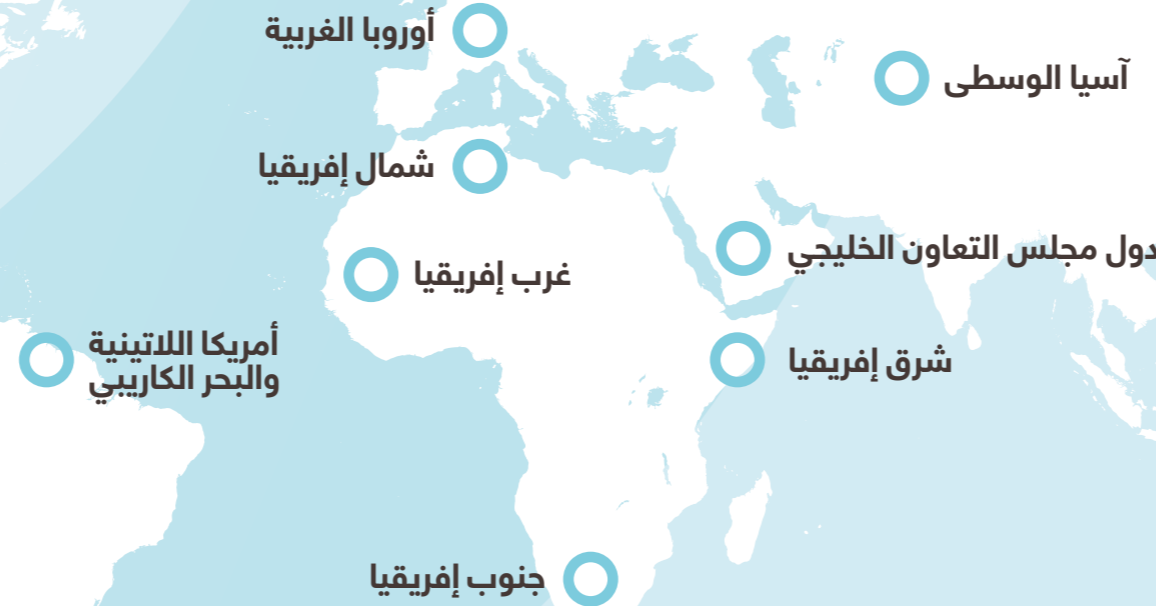 أوروبا الغربية
آسيا الوسطى
شمال إفريقيا
دول مجلس التعاون الخليجي
غرب إفريقيا
أمريكا اللاتينية
والبحر الكاريبي
شرق إفريقيا
جنوب إفريقيا